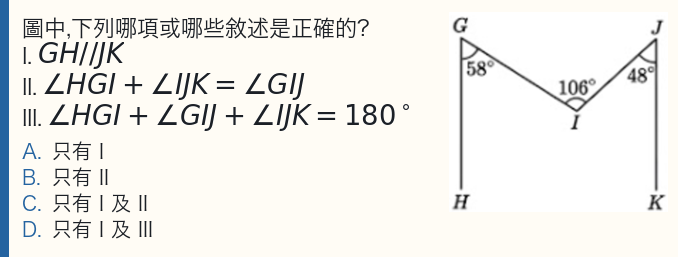 圖中,下列哪項或哪些敘述是正確的?
I. GH//JK
II. ∠HGI + ∠IJK = ∠GIJ
III. ∠HGI + ∠GIJ + ∠IJK = 180°
A. 只有 I
B. 只有 II
C. 只有 I 及 II
D. 只有 I 及 III
G
J
58°
106°
48°
I
H
K